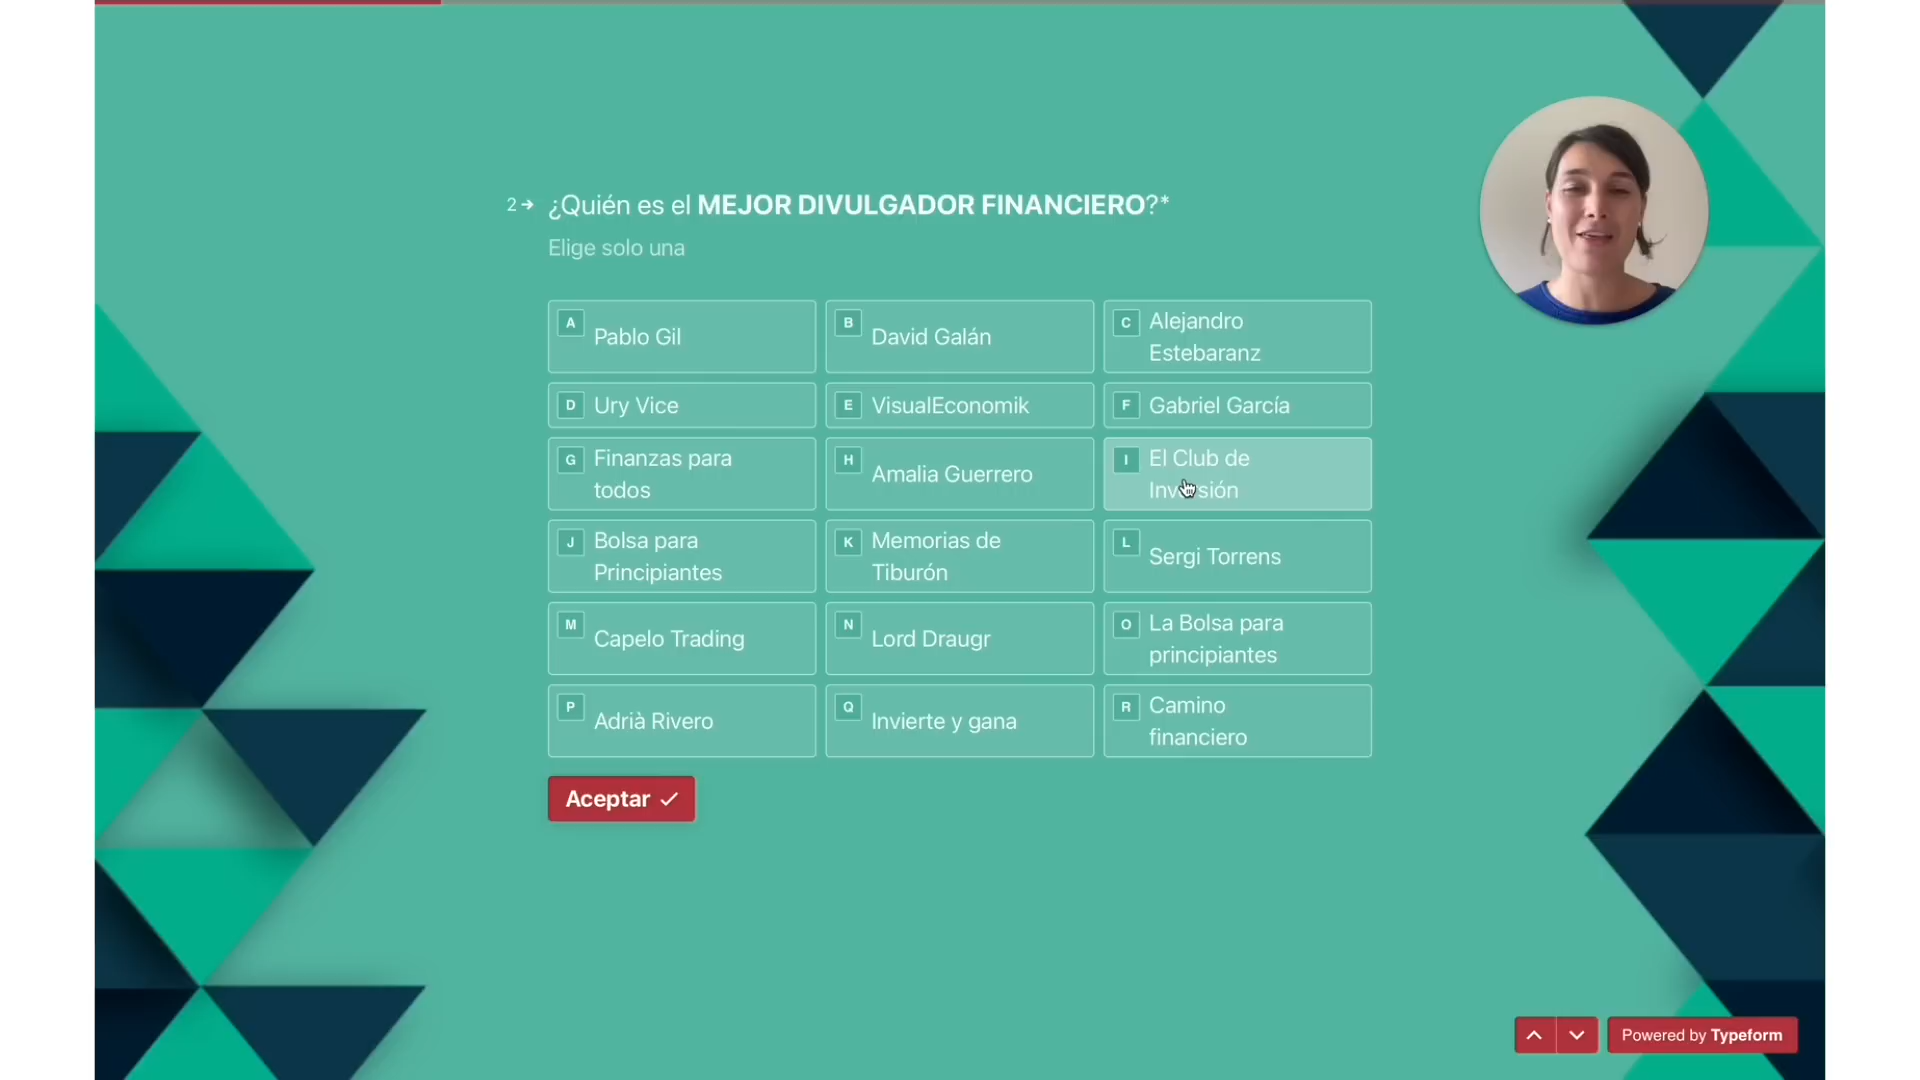 2 → ¿Quién es el MEJOR DIVULGADOR FINANCIERO?*
Elige solo una
A Pablo Gil
B David Galán
C Alejandro
Estebaranz
D Ury Vice
E VisualEconomik
F Gabriel García
G Finanzas para
todos
H Amalia Guerrero
I El Club de
Inversión
J Bolsa para
Principiantes
K Memorias de
Tiburón
L Sergi Torrens
M Capelo Trading
N Lord Draugr
O La Bolsa para
principiantes
P Adrià Rivero
Q Invierte y gana
R Camino
financiero
Aceptar
Powered by Typeform